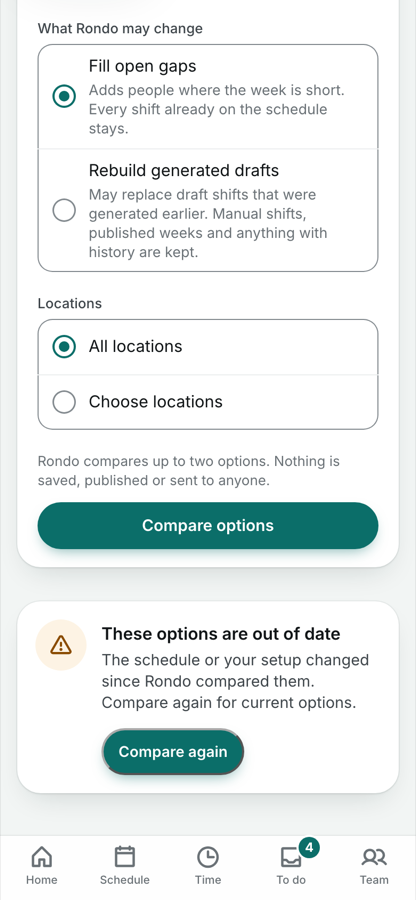 What Rondo may change
Fill open gaps
Adds people where the week is short.
Every shift already on the schedule
stays.
Rebuild generated drafts
May replace draft shifts that were
generated earlier. Manual shifts,
published weeks and anything with
history are kept.
Locations
All locations
Choose locations
Rondo compares up to two options. Nothing is
saved, published or sent to anyone.
Compare options
These options are out of date
The schedule or your setup changed
since Rondo compared them.
Compare again for current options.
Compare again
4
Home
Schedule
Time
To do
Team